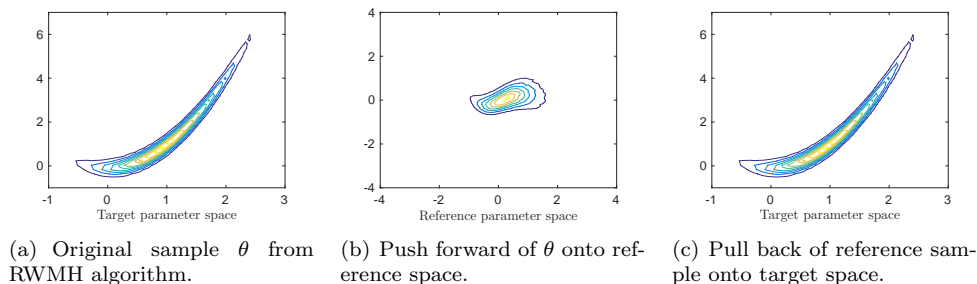 6
4
2
0
-1 0 1 2 3
Target parameter space
4
2
0
-2
-4
-4 -2 0 2 4
Reference parameter space
6
4
2
0
-1 0 1 2 3
Target parameter space
(a) Original sample θ from
RWMH algorithm.
(b) Push forward of θ onto ref-
erence space.
(c) Pull back of reference sam-
ple onto target space.